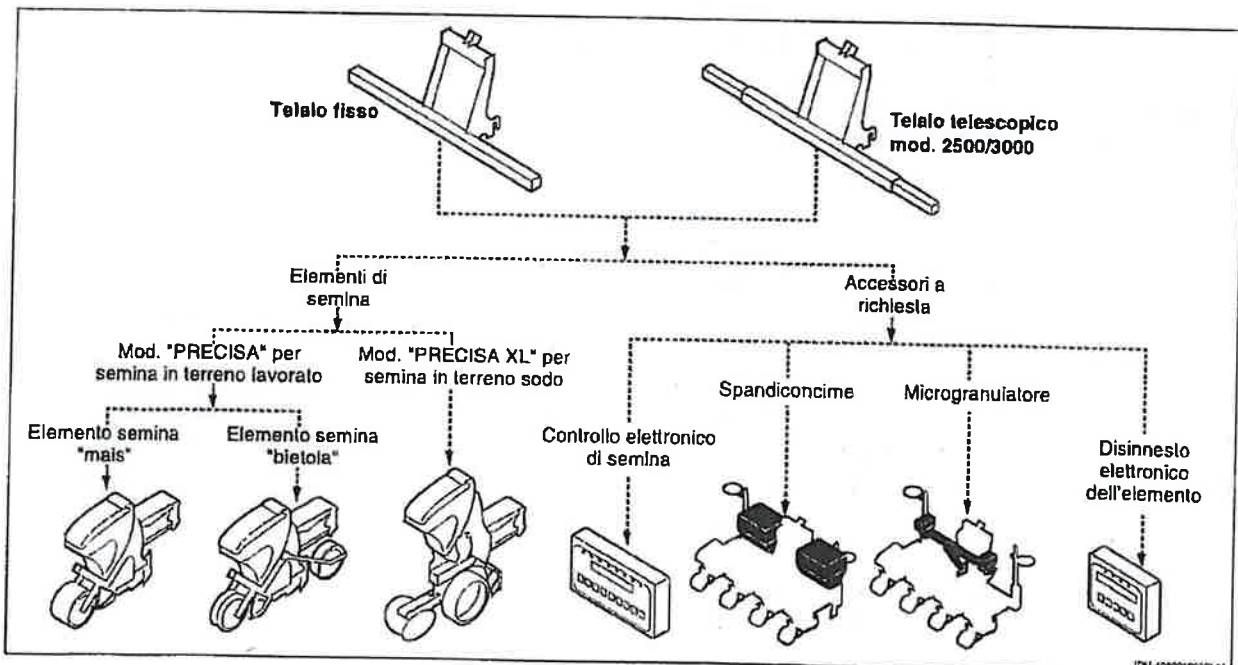 Telaio fisso
Telaio telescopico
mod. 2500/3000
Elementi di
semina
Accessori a
richiesta
Mod. "PRECISA" per
semina in terreno lavorato
Mod. "PRECISA XL" per
semina in terreno sodo
Elemento semina
"mais"
Elemento semina
"bietola"
Controllo elettronico
di semina
Spandiconcime
Microgranulatore
Disinnesto
elettronico
dell'elemento